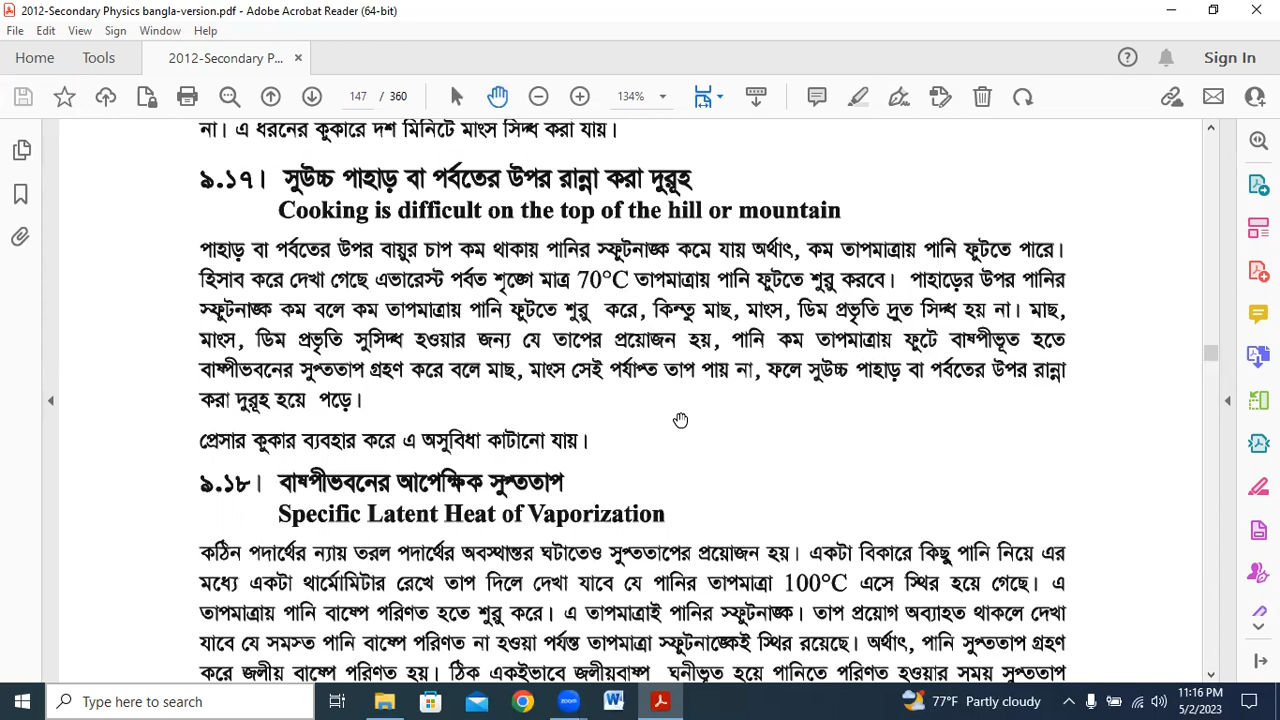 2012-Secondary Physics bangla-version.pdf - Adobe Acrobat Reader (64-bit)
File Edit View Sign Window Help
Home Tools 2012-Secondary P... × Sign In
147 / 360 134%
না। এ ধরনের কুকারে দশ মিনিটে মাংস সিদ্ধ করা যায়।
৯.১৭। সুউচ্চ পাহাড় বা পর্বতের উপর রান্না করা দুরূহ
Cooking is difficult on the top of the hill or mountain
পাহাড় বা পর্বতের উপর বায়ুর চাপ কম থাকায় পানির স্ফুটনাঙ্ক কমে যায় অর্থাৎ, কম তাপমাত্রায় পানি ফুটতে পারে।
হিসাব করে দেখা গেছে এভারেস্ট পর্বত শৃঙ্গে মাত্র 70°C তাপমাত্রায় পানি ফুটতে শুরু করবে। পাহাড়ের উপর পানির
স্ফুটনাঙ্ক কম বলে কম তাপমাত্রায় পানি ফুটতে শুরু করে, কিন্তু মাছ, মাংস, ডিম প্রভৃতি দ্রুত সিদ্ধ হয় না। মাছ,
মাংস, ডিম প্রভৃতি সুসিদ্ধ হওয়ার জন্য যে তাপের প্রয়োজন হয়, পানি কম তাপমাত্রায় ফুটে বাষ্পীভূত হতে
বাষ্পীভবনের সুপ্ততাপ গ্রহণ করে বলে মাছ, মাংস সেই পর্যাপ্ত তাপ পায় না, ফলে সুউচ্চ পাহাড় বা পর্বতের উপর রান্না
করা দুরূহ হয়ে পড়ে।
প্রেসার কুকার ব্যবহার করে এ অসুবিধা কাটানো যায়।
৯.১৮। বাষ্পীভবনের আপেক্ষিক সুপ্ততাপ
Specific Latent Heat of Vaporization
কঠিন পদার্থের ন্যায় তরল পদার্থের অবস্থান্তর ঘটাতেও সুপ্ততাপের প্রয়োজন হয়। একটা বিকারে কিছু পানি নিয়ে এর
মধ্যে একটা থার্মোমিটার রেখে তাপ দিলে দেখা যাবে যে পানির তাপমাত্রা 100°C এসে স্থির হয়ে গেছে। এ
তাপমাত্রায় পানি বাষ্পে পরিণত হতে শুরু করে। এ তাপমাত্রাই পানির স্ফুটনাঙ্ক। তাপ প্রয়োগ অব্যাহত থাকলে দেখা
যাবে যে সমস্ত পানি বাষ্পে পরিণত না হওয়া পর্যন্ত তাপমাত্রা স্ফুটনাঙ্কেই স্থির রয়েছে। অর্থাৎ, পানি সুপ্ততাপ গ্রহণ
করে জলীয় বাষ্পে পরিণত হয়। ঠিক একইভাবে জলীয়বাষ্প ঘনীভূত হয়ে পানিতে পরিণত হওয়ার সময় সুপ্ততাপ
Type here to search zoom W 77°F Partly cloudy 11:16 PM
5/2/2023